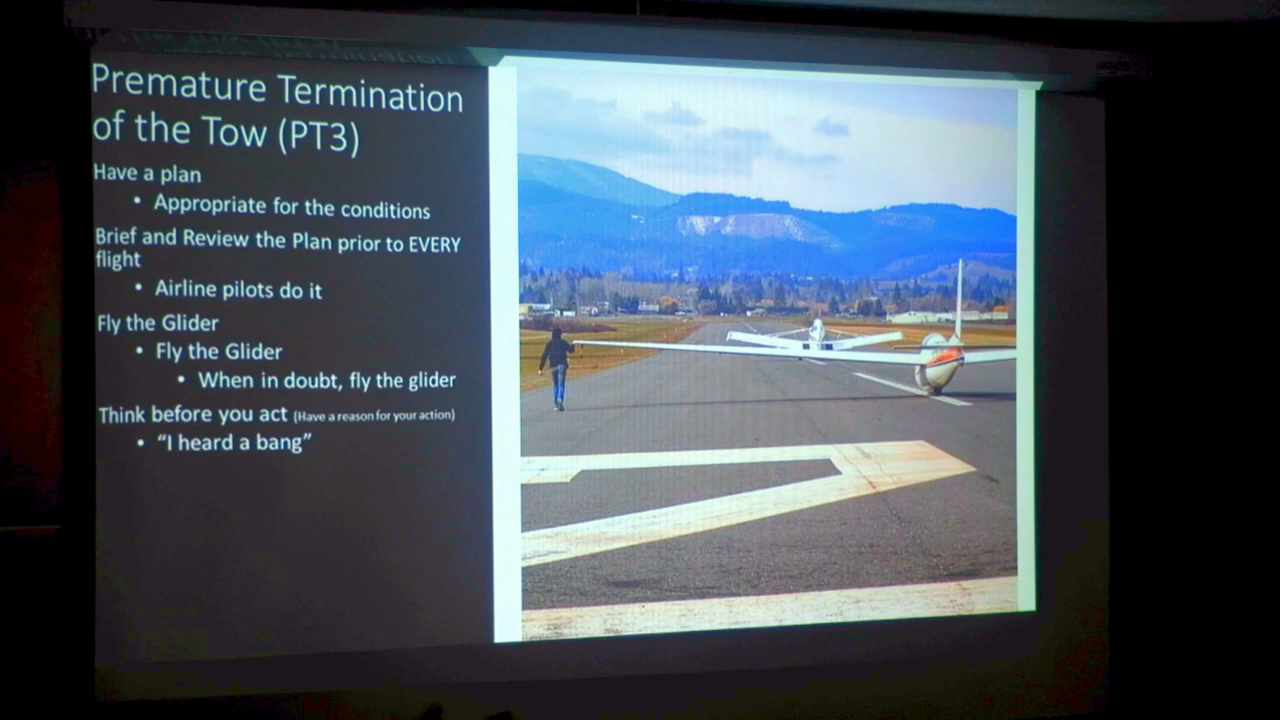 Premature Termination
of the Tow (PT3)
Have a plan
• Appropriate for the conditions
Brief and Review the Plan prior to EVERY
flight
• Airline pilots do it
Fly the Glider
• Fly the Glider
• When in doubt, fly the glider
Think before you act (Have a reason for your action)
• “I heard a bang”